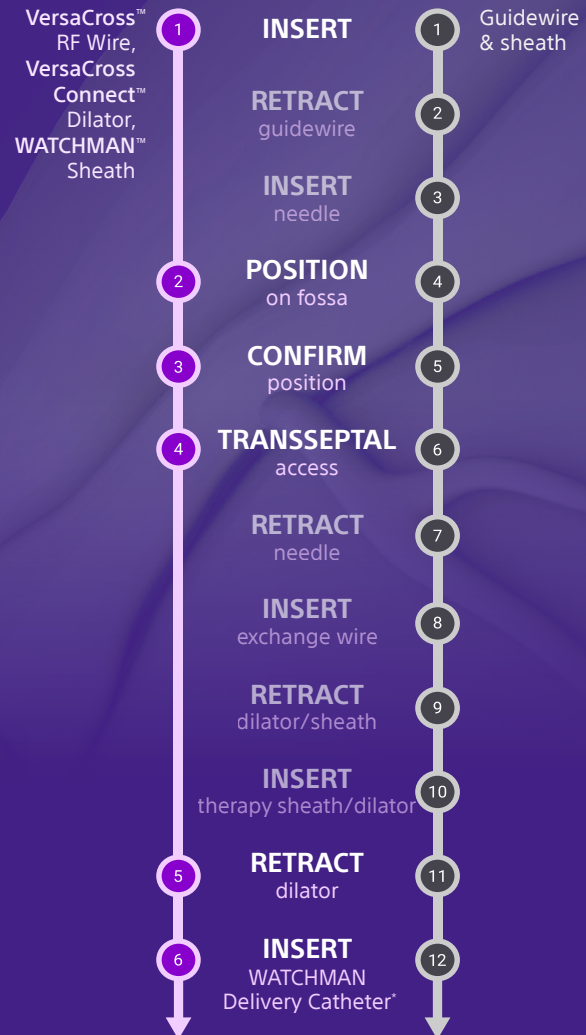 VersaCross™
RF Wire,
VersaCross
Connect™
Dilator,
WATCHMAN™
Sheath
1
INSERT
1
Guidewire
& sheath
RETRACT
guidewire
2
INSERT
needle
3
2
POSITION
on fossa
4
3
CONFIRM
position
5
4
TRANSSEPTAL
access
6
RETRACT
needle
7
INSERT
exchange wire
8
RETRACT
dilator/sheath
9
INSERT
therapy sheath/dilator
10
5
RETRACT
dilator
11
6
INSERT
WATCHMAN
Delivery Catheter*
12